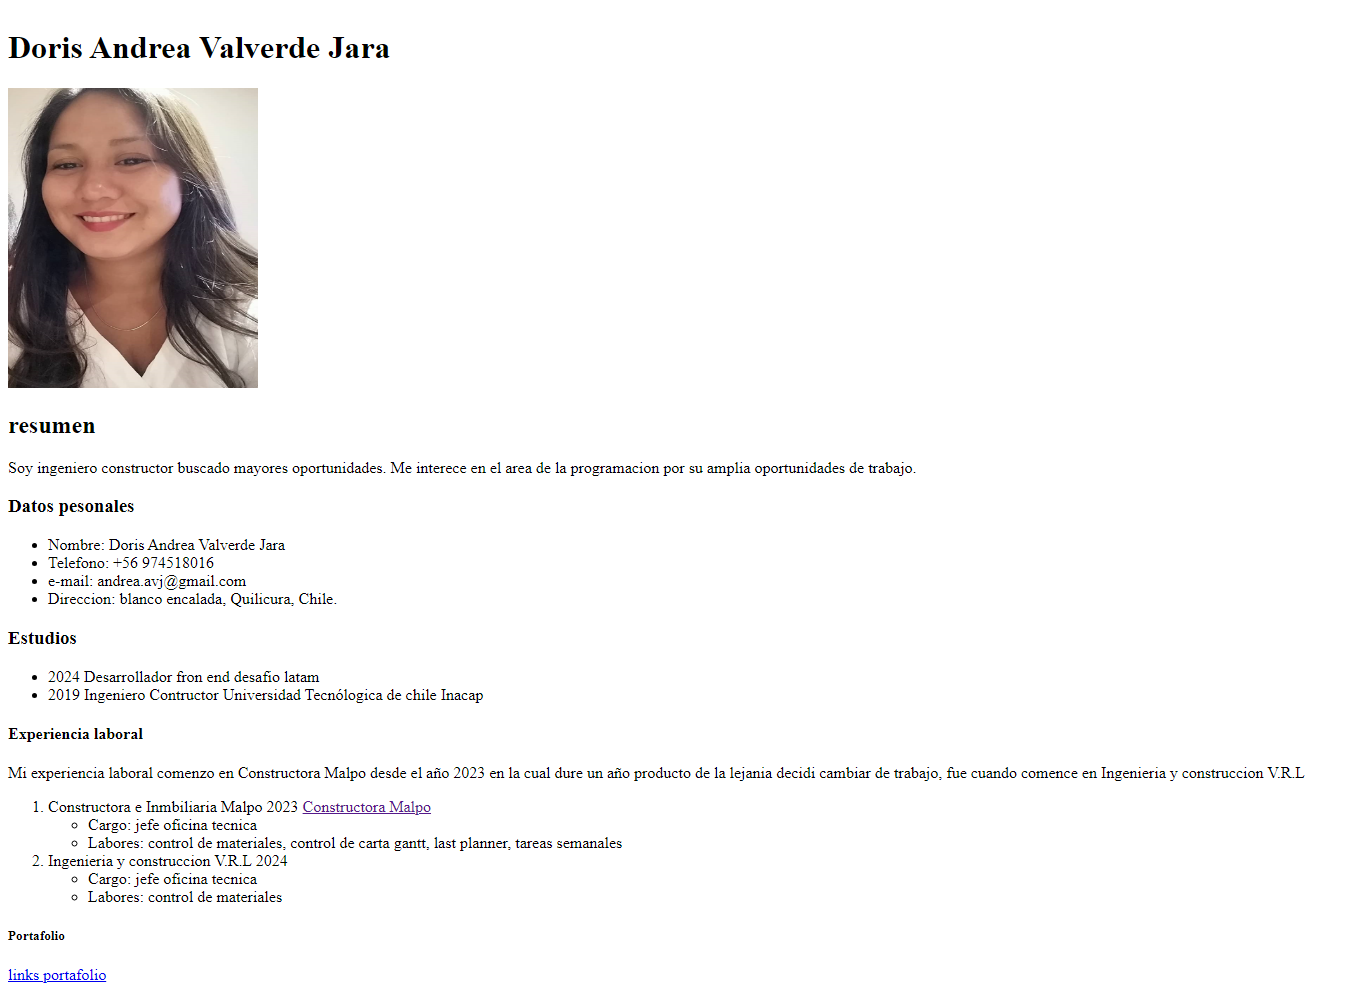 Doris Andrea Valverde Jara
resumen
Soy ingeniero constructor buscado mayores oportunidades. Me interece en el area de la programacion por su amplia oportunidades de trabajo.
Datos pesonales
Nombre: Doris Andrea Valverde Jara
Telefono: +56 974518016
e-mail: andrea.avj@gmail.com
Direccion: blanco encalada, Quilicura, Chile.
Estudios
2024 Desarrollador fron end desafio latam
2019 Ingeniero Contructor Universidad Tecnólogica de chile Inacap
Experiencia laboral
Mi experiencia laboral comenzo en Constructora Malpo desde el año 2023 en la cual dure un año producto de la lejania decidi cambiar de trabajo, fue cuando comence en Ingenieria y construccion V.R.L
1. Constructora e Inmbiliaria Malpo 2023 Constructora Malpo
Cargo: jefe oficina tecnica
Labores: control de materiales, control de carta gantt, last planner, tareas semanales
2. Ingenieria y construccion V.R.L 2024
Cargo: jefe oficina tecnica
Labores: control de materiales
Portafolio
links portafolio